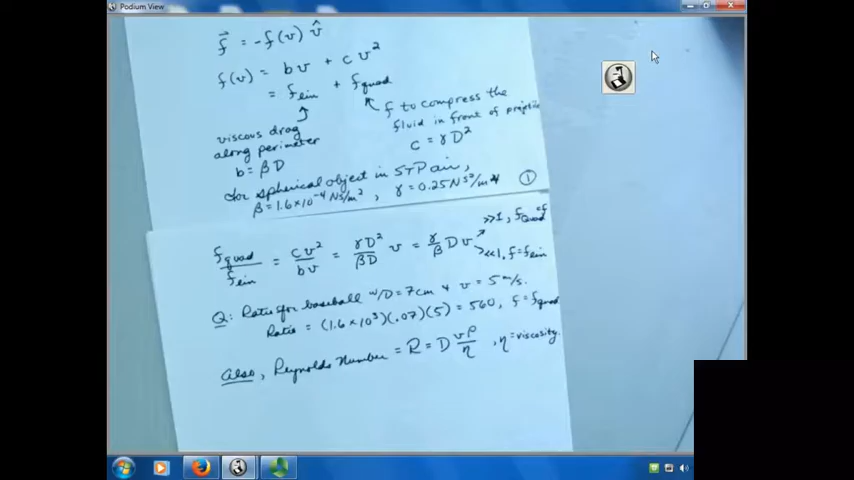 Podium View
f⃗ = -f(v) v̂
f(v) = bv + cv²
= f_lin + f_quad
viscous drag
along perimeter
b = βD
f to compress the
fluid in front of projectile
c = γD²
for spherical object in STP air,
β = 1.6×10⁻⁴ Ns/m², γ = 0.25 Ns²/m⁴
①
f_quad/f_lin = cv²/bv = γD²/βD v = γ/β Dv
>>1, f_quad=f
<<1, f=f_lin
Q: Ratio for baseball w/D=7cm & v = 5 m/s.
Ratio = (1.6×10³)(.07)(5) = 560, f = f_quad
Also, Reynolds Number = R = D vρ/η, η=viscosity.